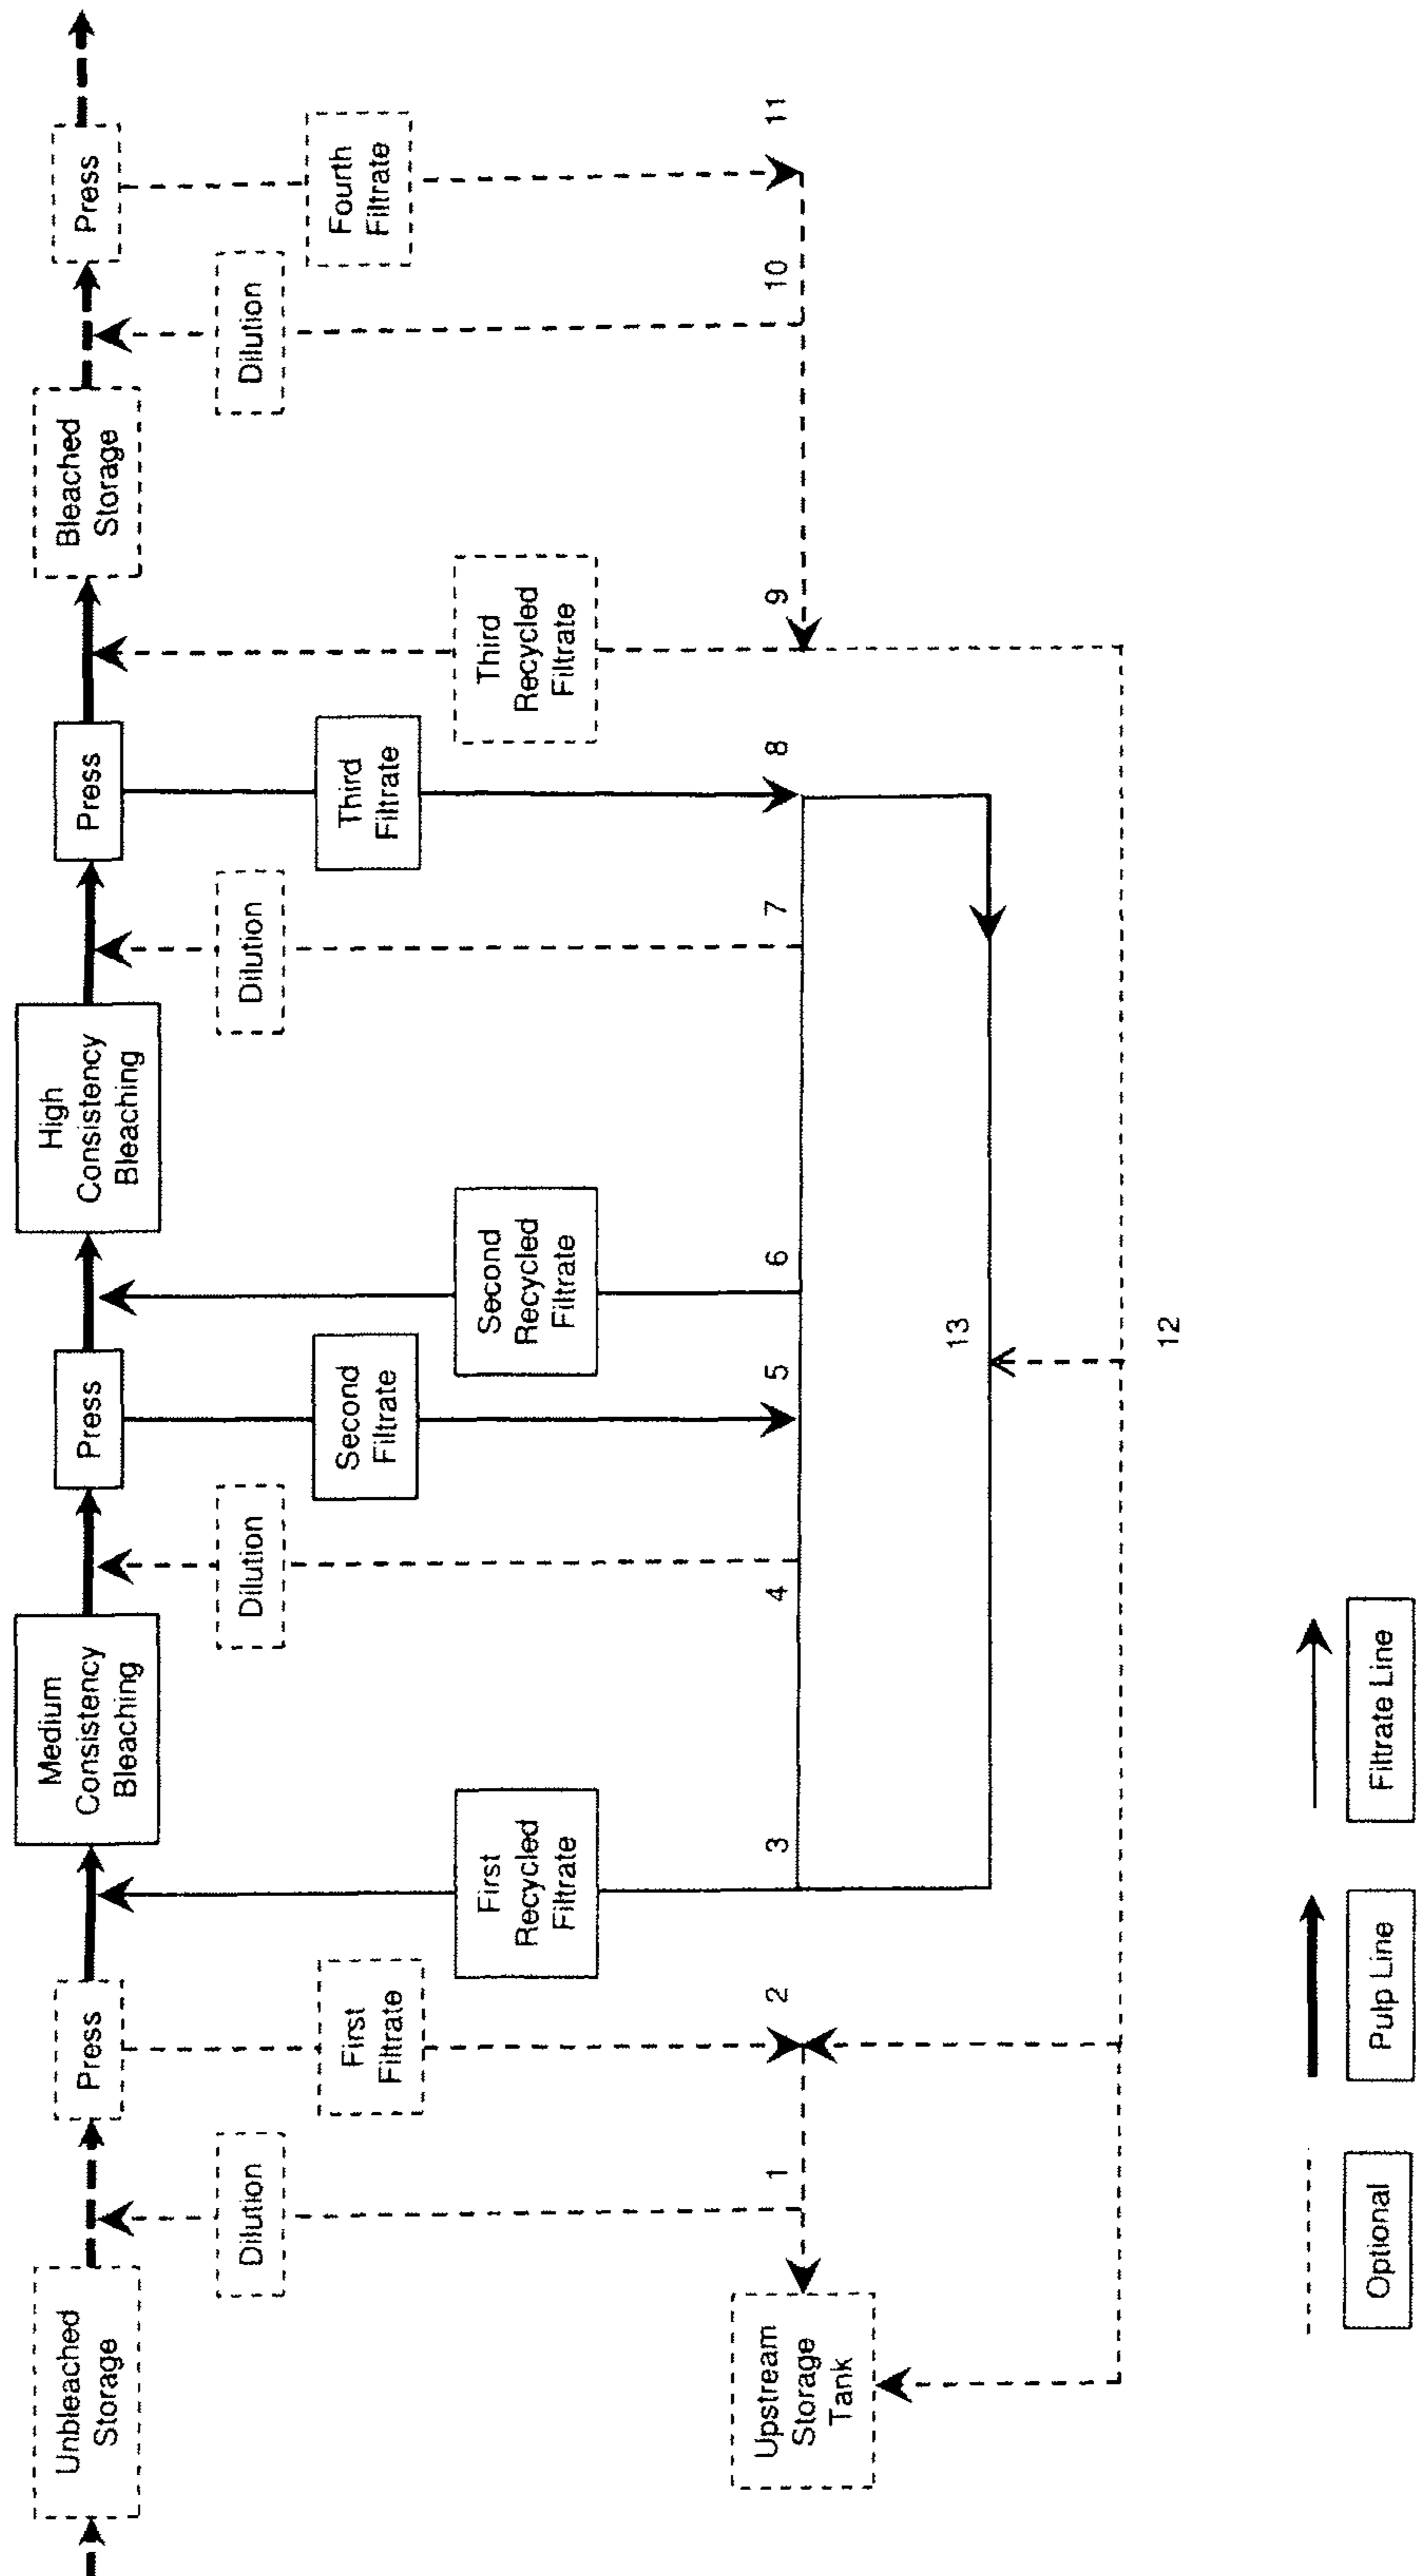 Unbleached
Storage
Press
Medium
Consistency
Bleaching
Press
High
Consistency
Bleaching
Press
Bleached
Storage
Press
Dilution
Dilution
Dilution
Dilution
First
Filtrate
Second
Filtrate
Third
Filtrate
Fourth
Filtrate
First
Recycled
Filtrate
Second
Recycled
Filtrate
Third
Recycled
Filtrate
1
2
3
4
5
6
7
8
9
10
11
Upstream
Storage
Tank
13
12
Optional
Pulp Line
Filtrate Line